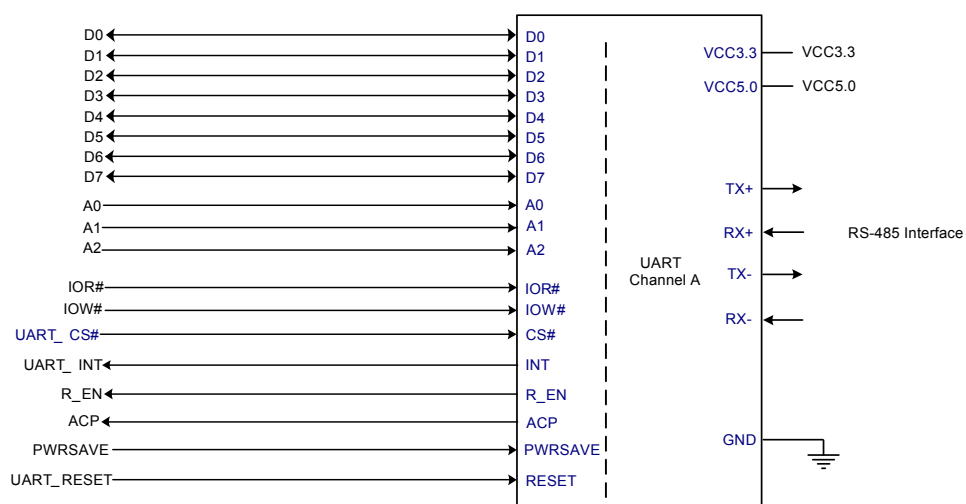 D0 D0
D1 D1 VCC3.3 VCC3.3
D2 D2
D3 D3 VCC5.0 VCC5.0
D4 D4
D5 D5
D6 D6
D7 D7 TX+
A0 A0
A1 A1 RX+ RS-485 Interface
A2 A2
UART
Channel A
TX-
IOR# IOR#
IOW# IOW# RX-
UART_ CS# CS#
UART_ INT INT
R_EN R_EN
ACP ACP
PWRSAVE PWRSAVE GND
UART_RESET RESET